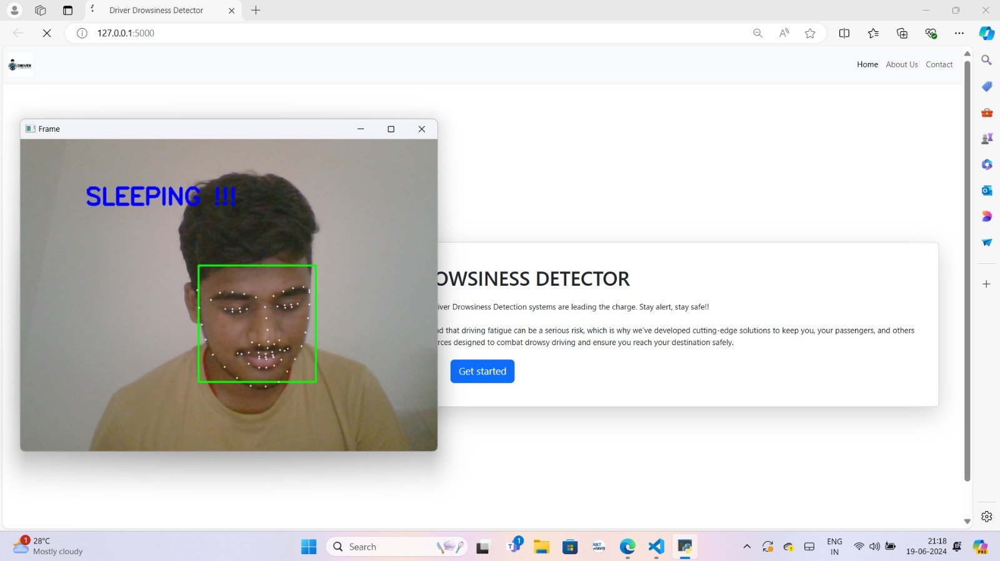 Driver Drowsiness Detector
127.0.0.1:5000
DRIVER
Home About Us Contact
Frame
SLEEPING !!!
OWSINESS DETECTOR
iver Drowsiness Detection systems are leading the charge. Stay alert, stay safe!!
d that driving fatigue can be a serious risk, which is why we've developed cutting-edge solutions to keep you, your passengers, and others
rces designed to combat drowsy driving and ensure you reach your destination safely.
Get started
1
28°C
Mostly cloudy
Search
1
NXT
WAVE
ENG
IN
21:18
19-06-2024
PRE